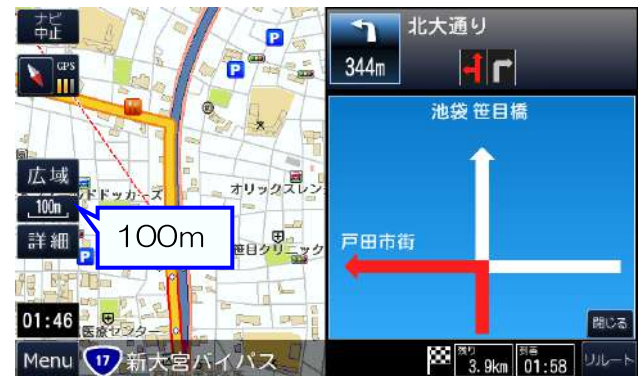 ナビ
中止
GPS
P
P
広域
100m
ドッカーズ
オリックスレン
100m
詳細
笹目クリニック
P
01:46
医療センター
Menu
17
新大宮バイパス
北大通り
344m
池袋 笹目橋
戸田市街
閉じる
残り
3.9km
到着
01:58
リルート